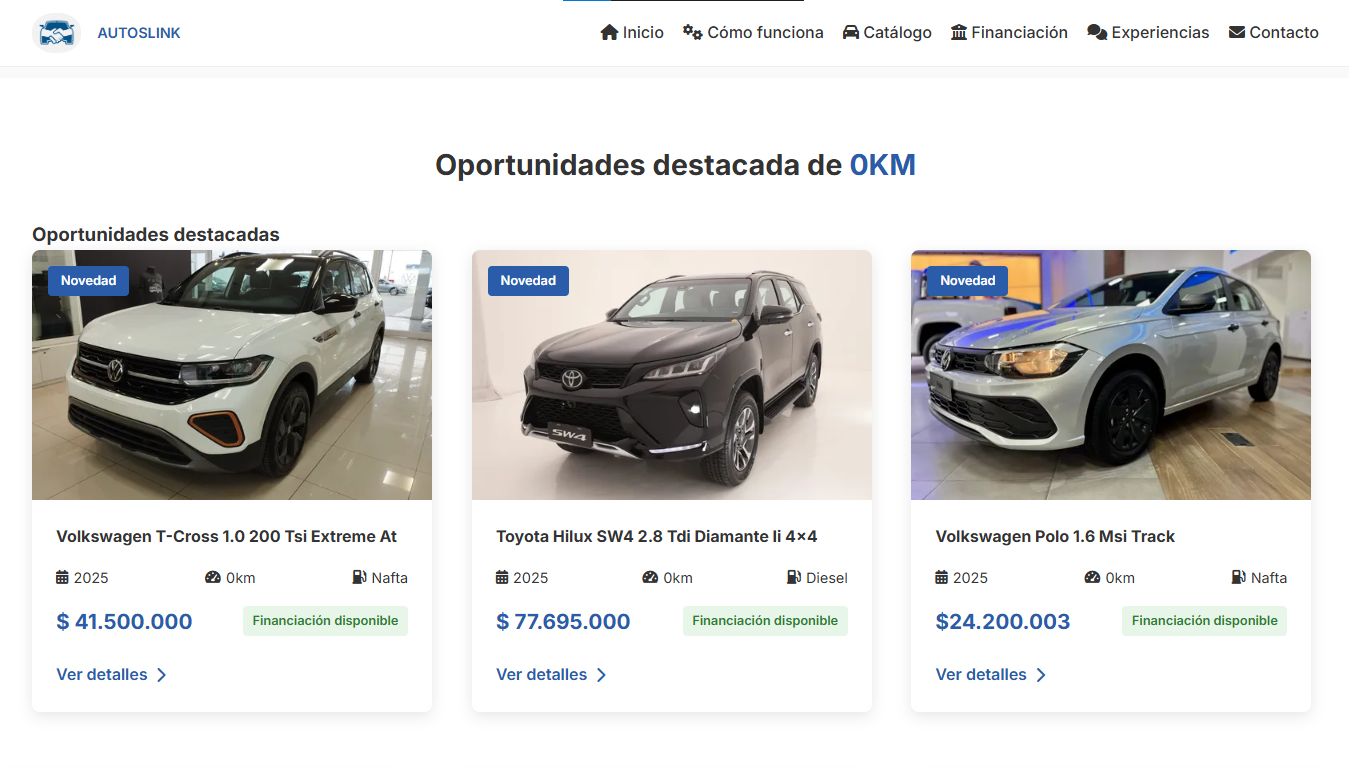 AUTOSLINK
Inicio Cómo funciona Catálogo Financiación Experiencias Contacto
Oportunidades destacada de 0KM
Oportunidades destacadas
Novedad
Volkswagen T-Cross 1.0 200 Tsi Extreme At
2025 0km Nafta
$ 41.500.000 Financiación disponible
Ver detalles
Novedad
SW4
Toyota Hilux SW4 2.8 Tdi Diamante Ii 4×4
2025 0km Diesel
$ 77.695.000 Financiación disponible
Ver detalles
Novedad
Volkswagen Polo 1.6 Msi Track
2025 0km Nafta
$24.200.003 Financiación disponible
Ver detalles